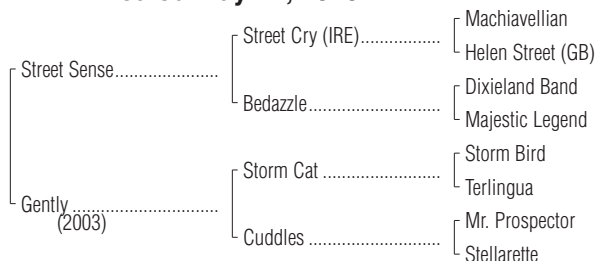 Machiavellian
Street Cry (IRE)
Helen Street (GB)
Street Sense
Dixieland Band
Bedazzle
Majestic Legend
Storm Bird
Storm Cat
Terlingua
Gently
(2003)
Mr. Prospector
Cuddles
Stellarette